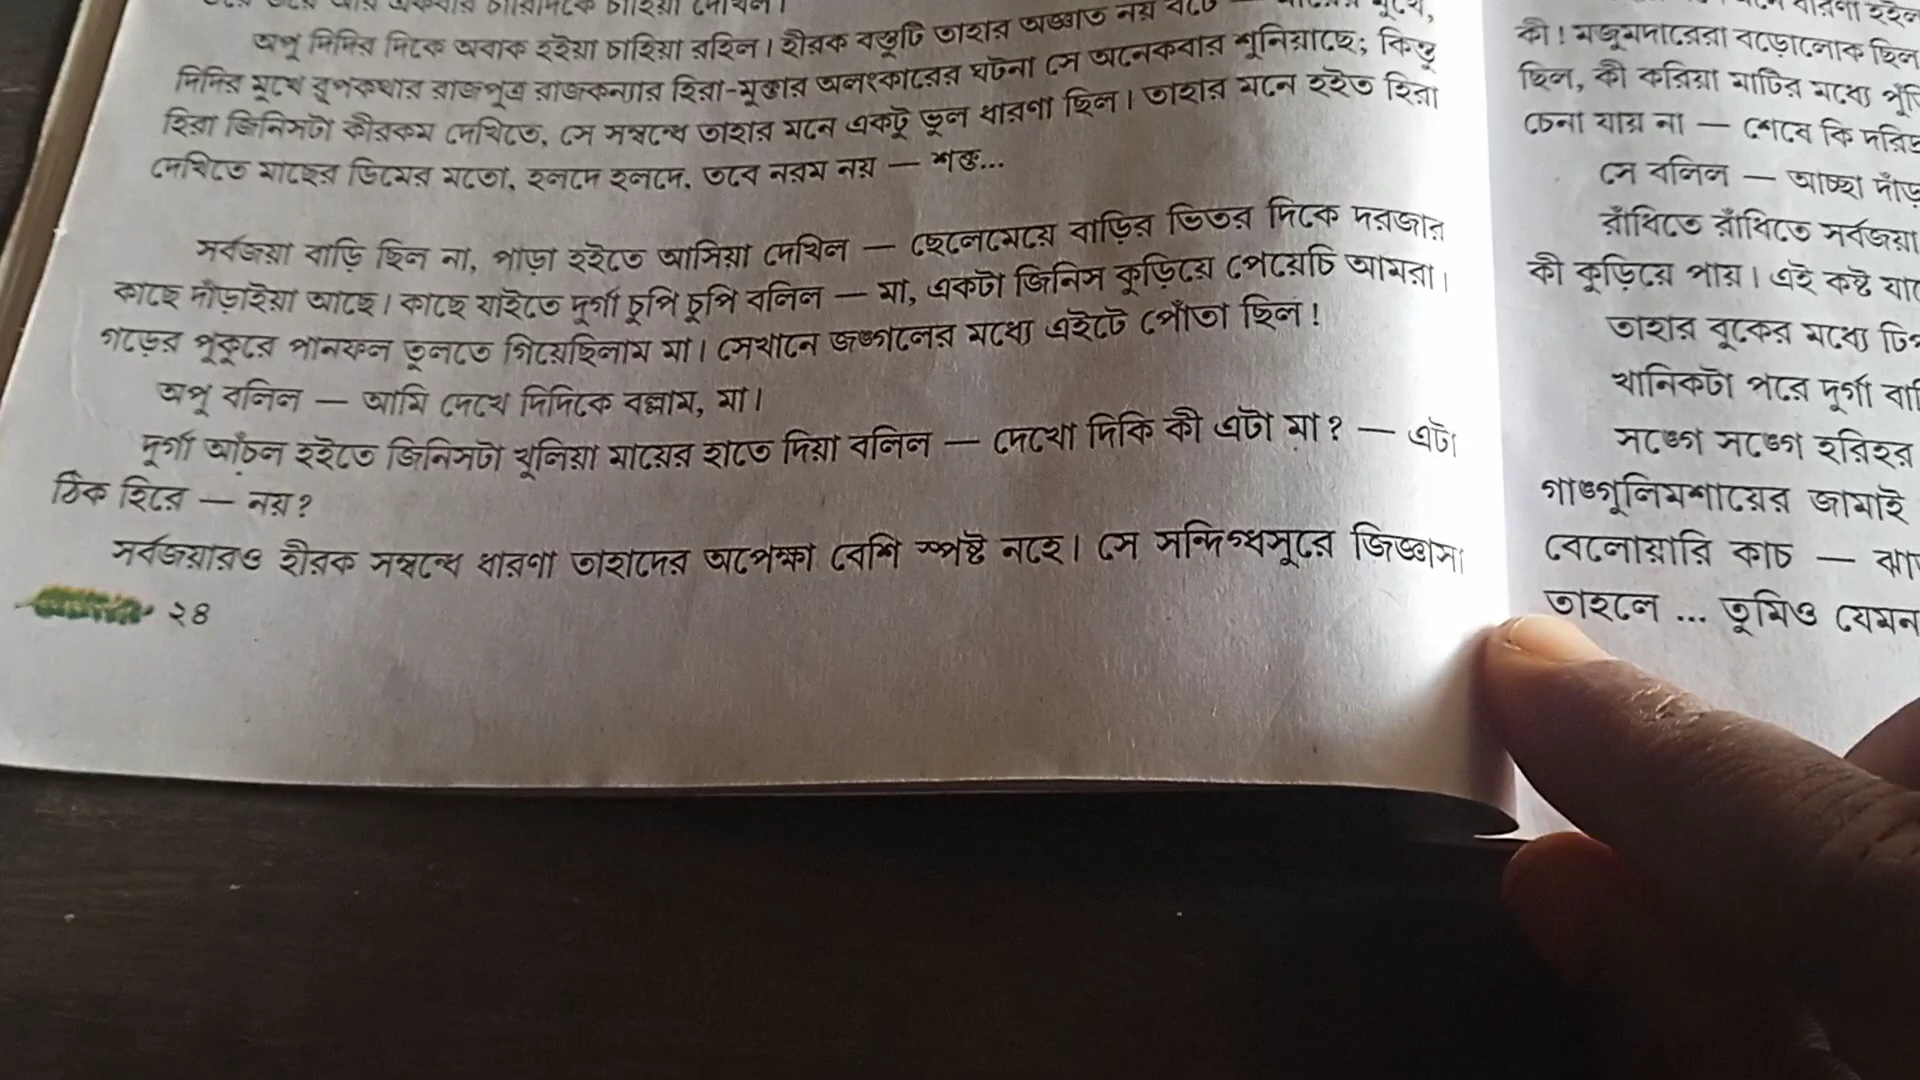 অপু দিদির দিকে অবাক হইয়া চাহিয়া রহিল। হীরক বস্তুটি তাহার অজ্ঞাত নয় বটে — মায়ের মুখে,
দিদির মুখে রূপকথার রাজপুত্র রাজকন্যার হিরা-মুক্তার অলংকারের ঘটনা সে অনেকবার শুনিয়াছে; কিন্তু
হিরা জিনিসটা কীরকম দেখিতে, সে সম্বন্ধে তাহার মনে একটু ভুল ধারণা ছিল। তাহার মনে হইত হিরা
দেখিতে মাছের ডিমের মতো, হলদে হলদে, তবে নরম নয় — শক্ত...
সর্বজয়া বাড়ি ছিল না, পাড়া হইতে আসিয়া দেখিল — ছেলেমেয়ে বাড়ির ভিতর দিকে দরজার
কাছে দাঁড়াইয়া আছে। কাছে যাইতে দুর্গা চুপি চুপি বলিল — মা, একটা জিনিস কুড়িয়ে পেয়েচি আমরা।
গড়ের পুকুরে পানফল তুলতে গিয়েছিলাম মা। সেখানে জঙ্গলের মধ্যে এইটে পোঁতা ছিল!
অপু বলিল — আমি দেখে দিদিকে বল্লাম, মা।
দুর্গা আঁচল হইতে জিনিসটা খুলিয়া মায়ের হাতে দিয়া বলিল — দেখো দিকি কী এটা মা? — এটা
ঠিক হিরে — নয়?
সর্বজয়ারও হীরক সম্বন্ধে ধারণা তাহাদের অপেক্ষা বেশি স্পষ্ট নহে। সে সন্দিগ্ধসুরে জিজ্ঞাসা
২৪
কী! মজুমদারেরা বড়োলোক ছিল
ছিল, কী করিয়া মাটির মধ্যে
চেনা যায় না — শেষে কি
সে বলিল — আচ্ছা
রাঁধিতে রাঁধিতে সর্বজয়া
কী কুড়িয়ে পায়। এই কষ্ট
তাহার বুকের মধ্যে
খানিকটা পরে দুর্গা
সঙ্গে সঙ্গে হরিহর
গাঙ্গুলিমশায়ের জামাই
বেলোয়ারি কাচ —
তাহলে ... তুমিও যেমন